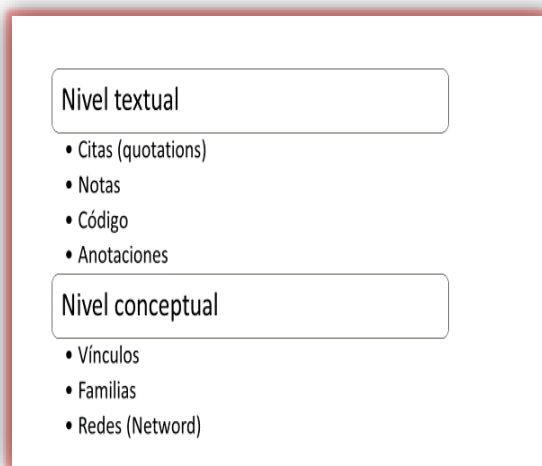 Nivel textual
• Citas (quotations)
• Notas
• Código
• Anotaciones
Nivel conceptual
• Vínculos
• Familias
• Redes (Netword)